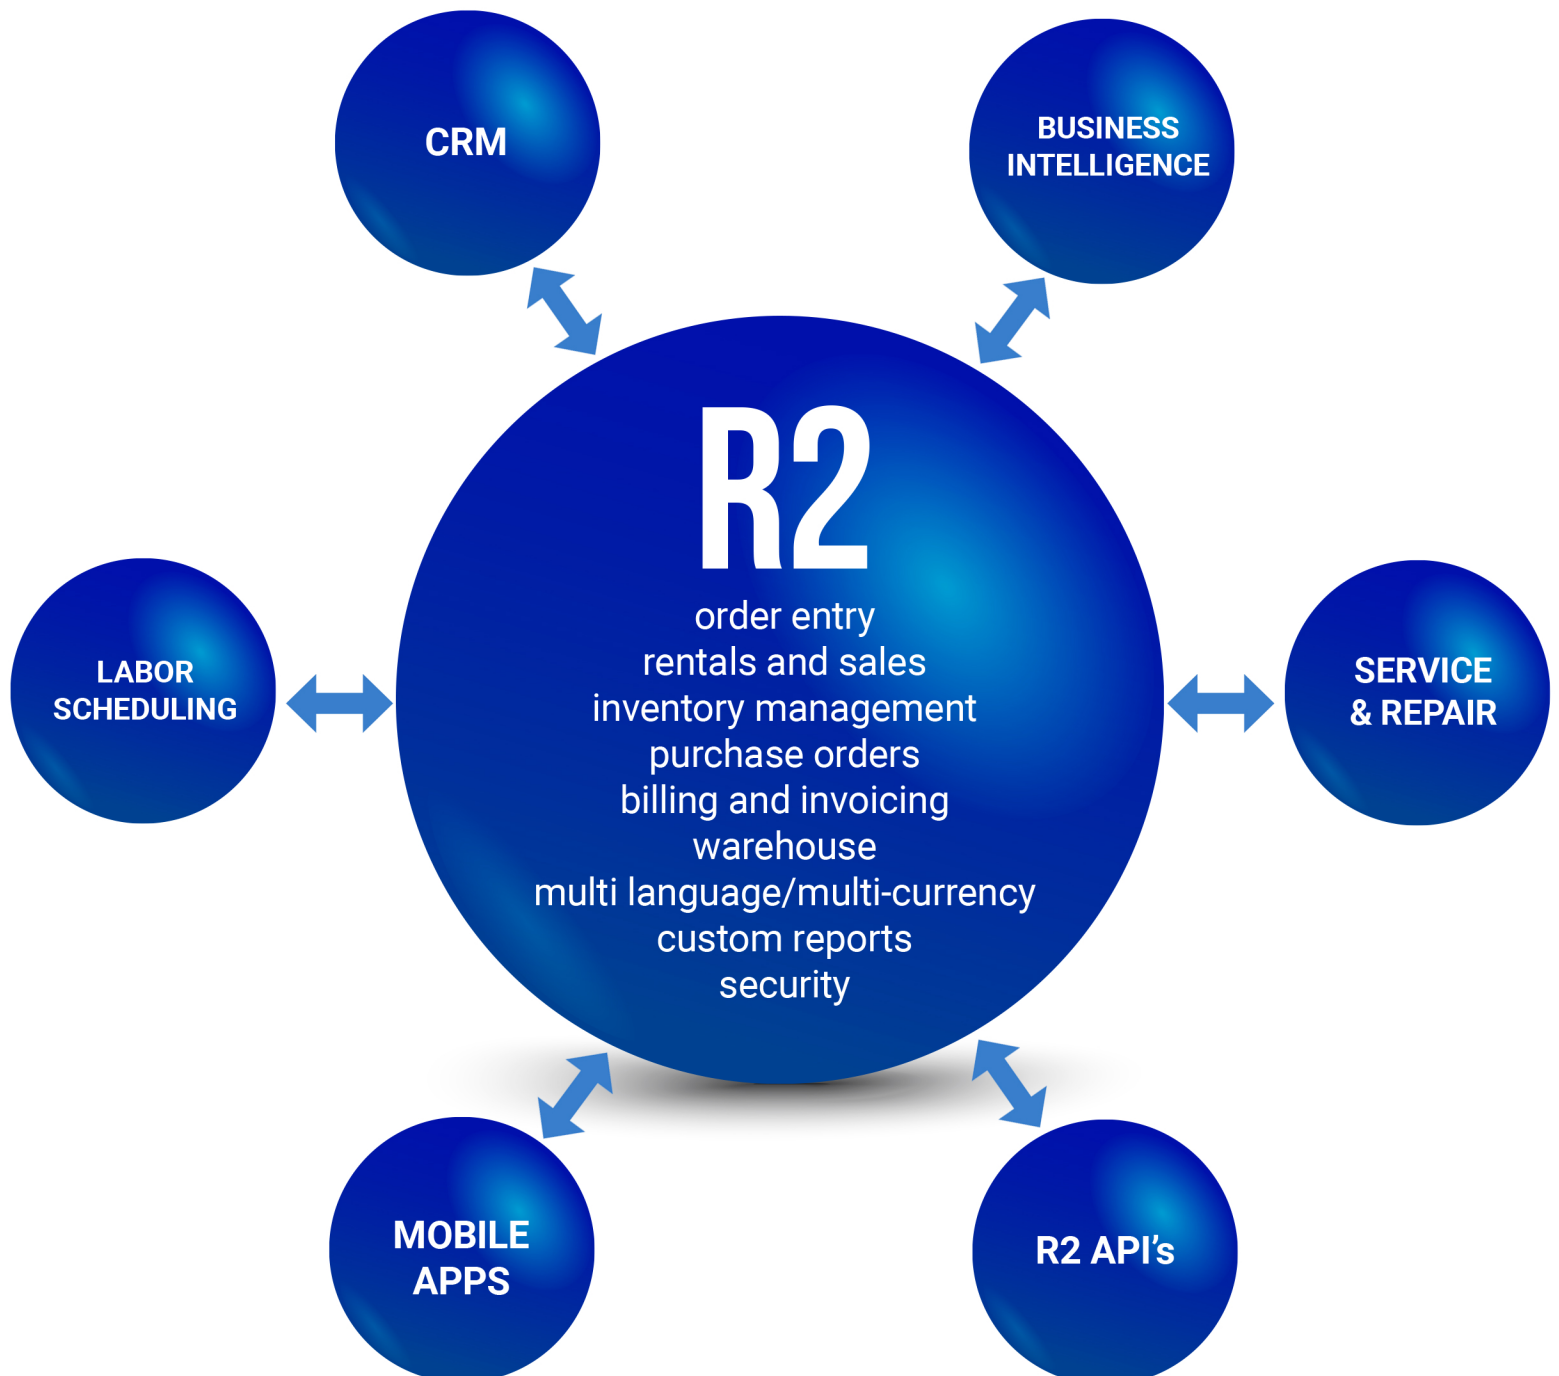 CRM
BUSINESS
INTELLIGENCE
R2
order entry
rentals and sales
inventory management
purchase orders
billing and invoicing
warehouse
multi language/multi-currency
custom reports
security
LABOR
SCHEDULING
SERVICE
& REPAIR
MOBILE
APPS
R2 API’s